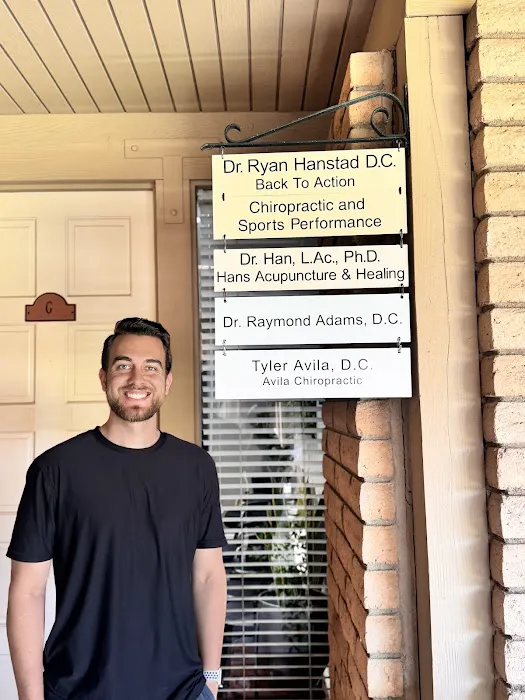 G
Dr. Ryan Hanstad D.C.
Back To Action
Chiropractic and
Sports Performance
Dr. Han, L.Ac., Ph.D.
Hans Acupuncture & Healing
Dr. Raymond Adams, D.C.
Tyler Avila, D.C.
Avila Chiropractic